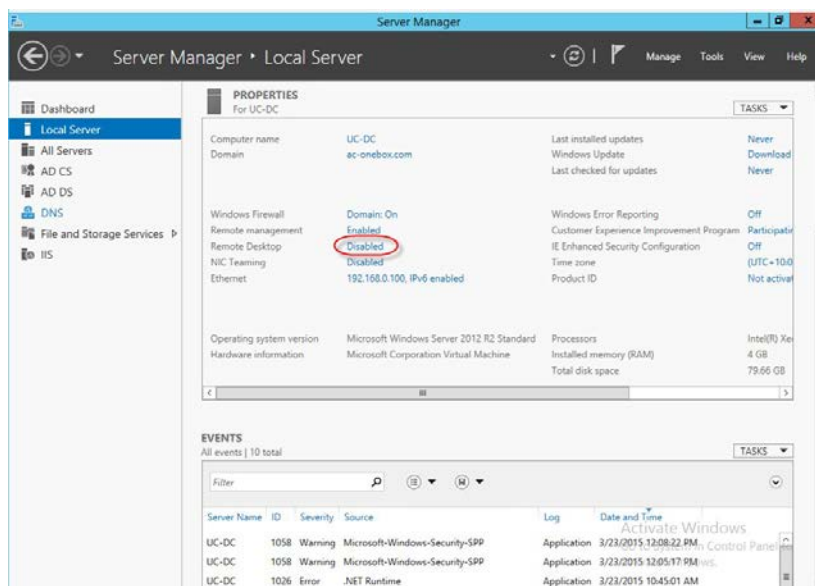 Server Manager
Server Manager • Local Server
Manage Tools View Help
Dashboard
Local Server
All Servers
AD CS
AD DS
DNS
File and Storage Services
IIS
PROPERTIES
For UC-DC
TASKS
Computer name UC-DC Last installed updates Never
Domain ac-onebox.com Windows Update Download
Last checked for updates Never
Windows Firewall Domain: On Windows Error Reporting Off
Remote management Enabled Customer Experience Improvement Program Participatin
Remote Desktop Disabled IE Enhanced Security Configuration Off
NIC Teaming Disabled Time zone (UTC+10:0
Ethernet 192.168.0.100, IPv6 enabled Product ID Not activat
Operating system version Microsoft Windows Server 2012 R2 Standard Processors Intel(R) Xe
Hardware information Microsoft Corporation Virtual Machine Installed memory (RAM) 4 GB
Total disk space 79.66 GB
EVENTS
All events | 10 total
TASKS
Filter
Server Name ID Severity Source Log Date and Time
Activate Windows
UC-DC 1058 Warning Microsoft-Windows-Security-SPP Application 3/23/2015 12:08:22 PM
System in Control Panel
UC-DC 1058 Warning Microsoft-Windows-Security-SPP Application 3/23/2015 12:05:17 PM
UC-DC 1026 Error .NET Runtime Application 3/23/2015 10:45:01 AM